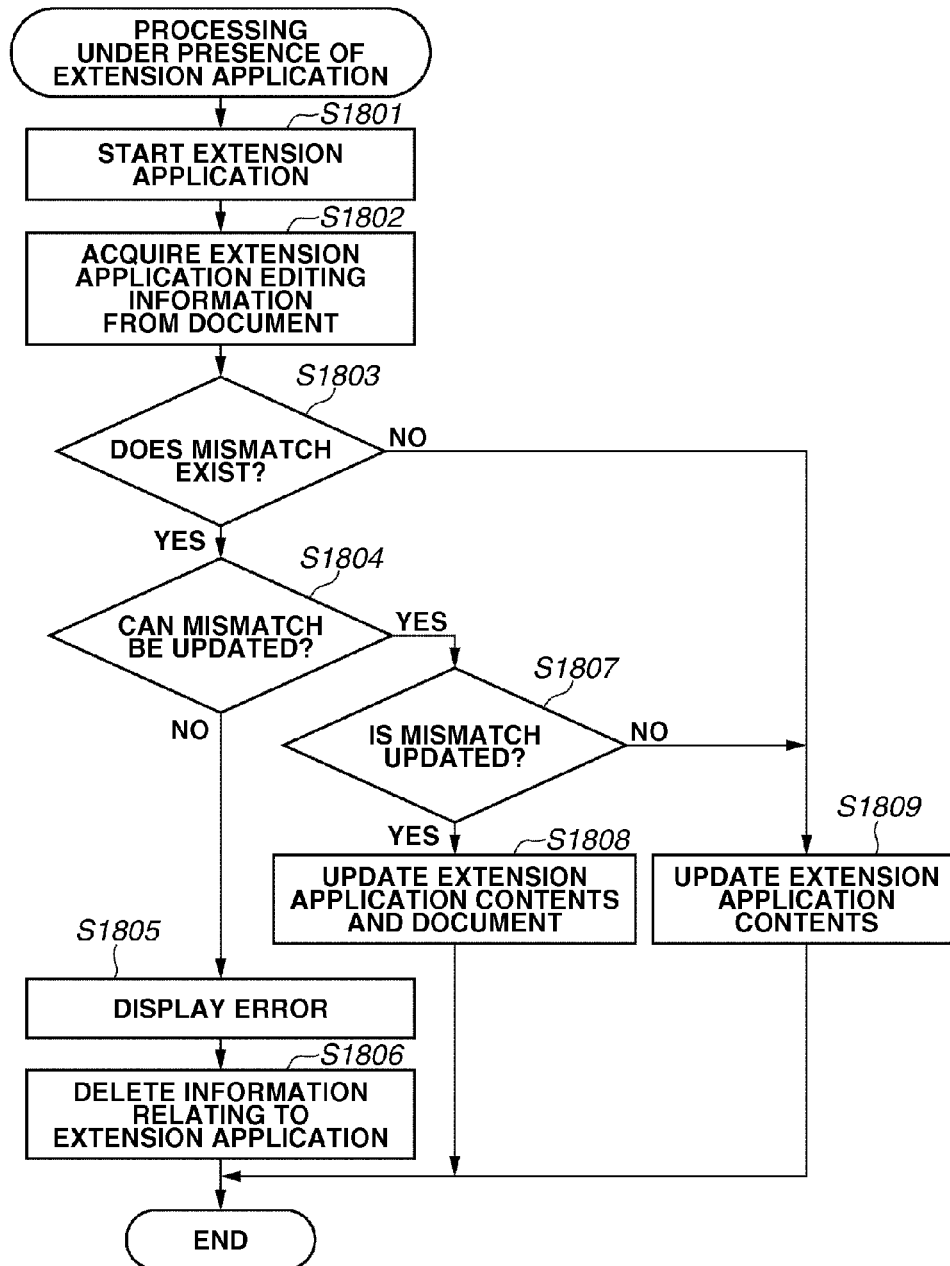 PROCESSING
UNDER PRESENCE OF
EXTENSION APPLICATION
S1801
START EXTENSION
APPLICATION
S1802
ACQUIRE EXTENSION
APPLICATION EDITING
INFORMATION
FROM DOCUMENT
S1803
DOES MISMATCH
EXIST?
NO
YES
S1804
CAN MISMATCH
BE UPDATED?
YES
NO
S1807
IS MISMATCH
UPDATED?
NO
YES
S1808
UPDATE EXTENSION
APPLICATION CONTENTS
AND DOCUMENT
S1809
UPDATE EXTENSION
APPLICATION
CONTENTS
S1805
DISPLAY ERROR
S1806
DELETE INFORMATION
RELATING TO
EXTENSION APPLICATION
END